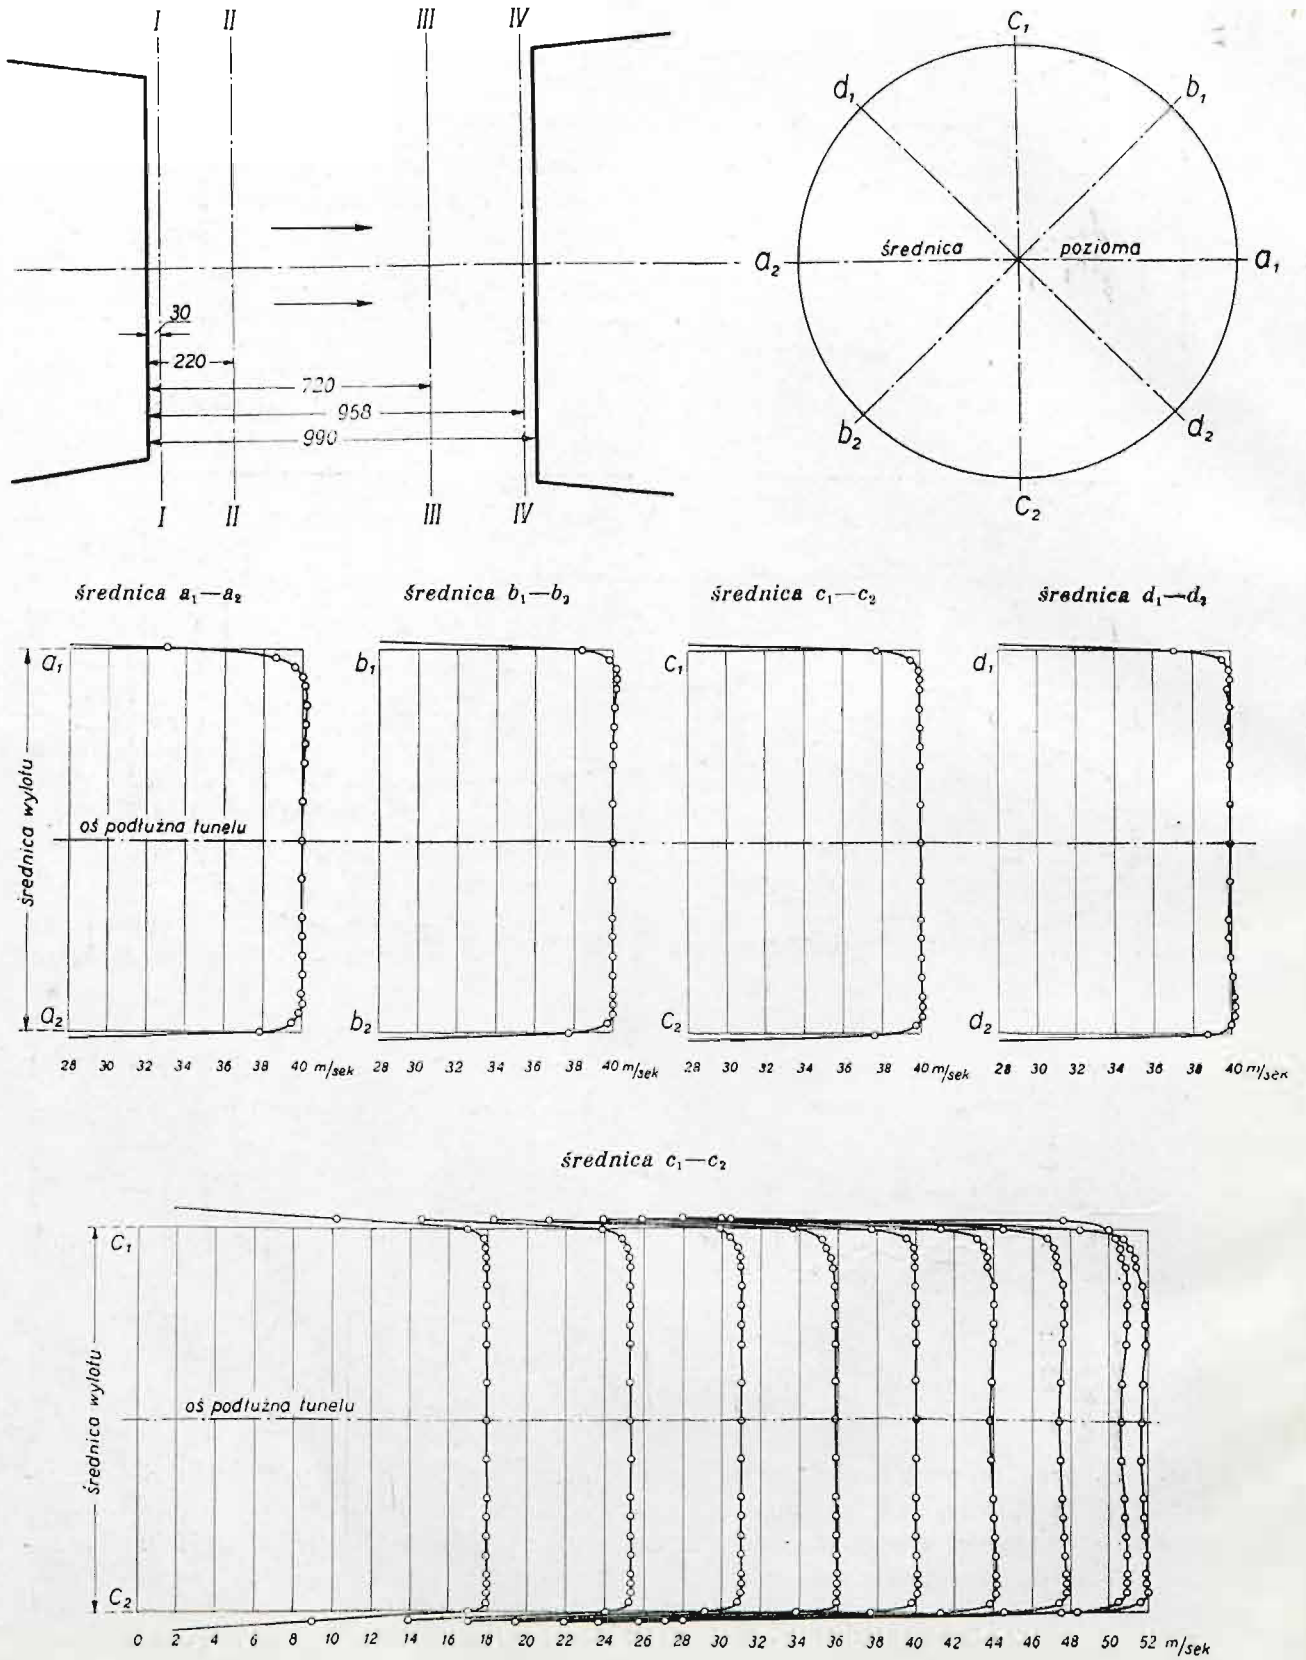 I II III IV
30
220
720
958
990
I II III IV
C₁
d₁ b₁
a₂ średnica pozioma a₁
b₂ d₂
C₂
średnica a₁—a₂ średnica b₁—b₂ średnica c₁—c₂ średnica d₁—d₂
a₁ b₁ C₁ d₁
średnica wylotu
oś podłużna tunelu
a₂ b₂ C₂ d₂
28 30 32 34 36 38 40 m/sek 28 30 32 34 36 38 40 m/sek 28 30 32 34 36 38 40 m/sek 28 30 32 34 36 38 40 m/sek
średnica c₁—c₂
C₁
średnica wylotu
oś podłużna tunelu
C₂
0 2 4 6 8 10 12 14 16 18 20 22 24 26 28 30 32 34 36 38 40 42 44 46 48 50 52 m/sek